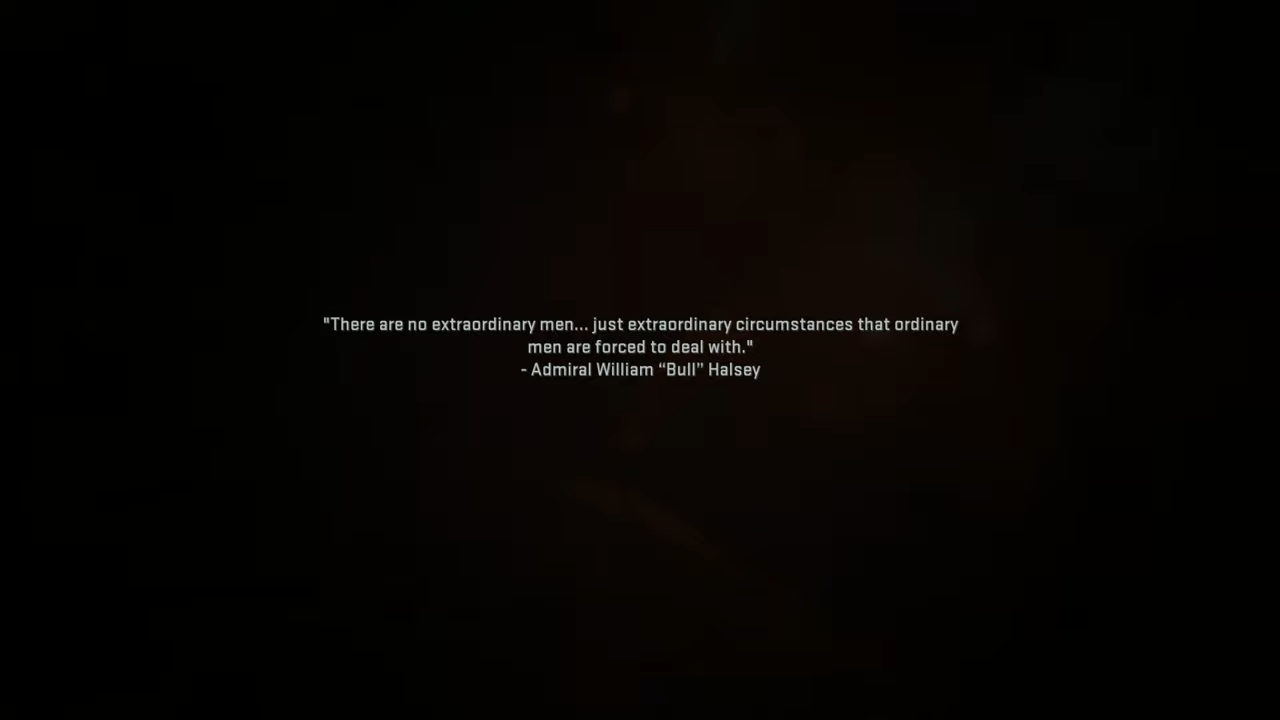 "There are no extraordinary men... just extraordinary circumstances that ordinary
men are forced to deal with."
- Admiral William “Bull” Halsey